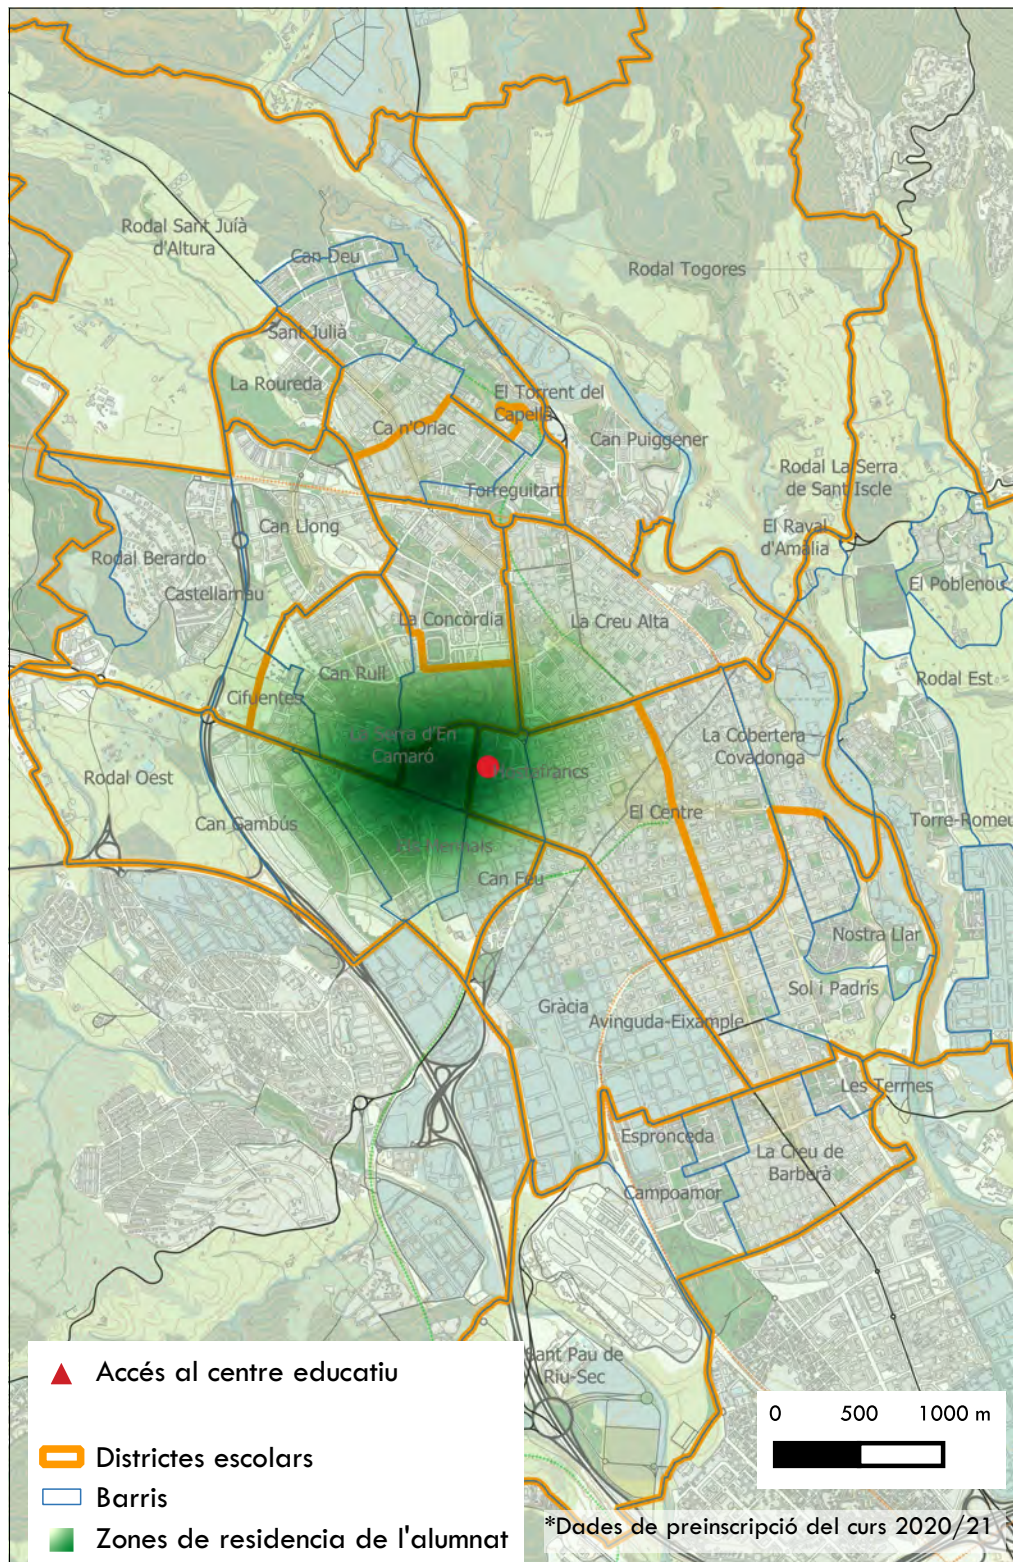 Rodal Sant Juíà
d'Altura
Can Deu
Rodal Togores
Sant Julià
La Roureda
El Torrent del
Capellà
Ca n'Oriac
Can Puiggener
Rodal La Serra
de Sant Iscle
Torreguitart
Can Llong
El Raval
d'Amàlia
Rodal Berardo
El Poblenou
Castellarnau
La Concòrdia
La Creu Alta
Can Rull
Rodal Est
Cifuentes
La Serra d'En
Camaró
La Cobertera
Covadonga
Rodal Oest
El Centre
Can Gambús
Torre-Romeu
Can Feu
Nostra Llar
Sol i Padrís
Gràcia
Avinguda-Eixample
Les Termes
Espronceda
La Creu de
Barberà
Campoamor
Sant Pau de
Riu-Sec
Accés al centre educatiu
Districtes escolars
Barris
Zones de residencia de l'alumnat
0 500 1000 m
*Dades de preinscripció del curs 2020/21